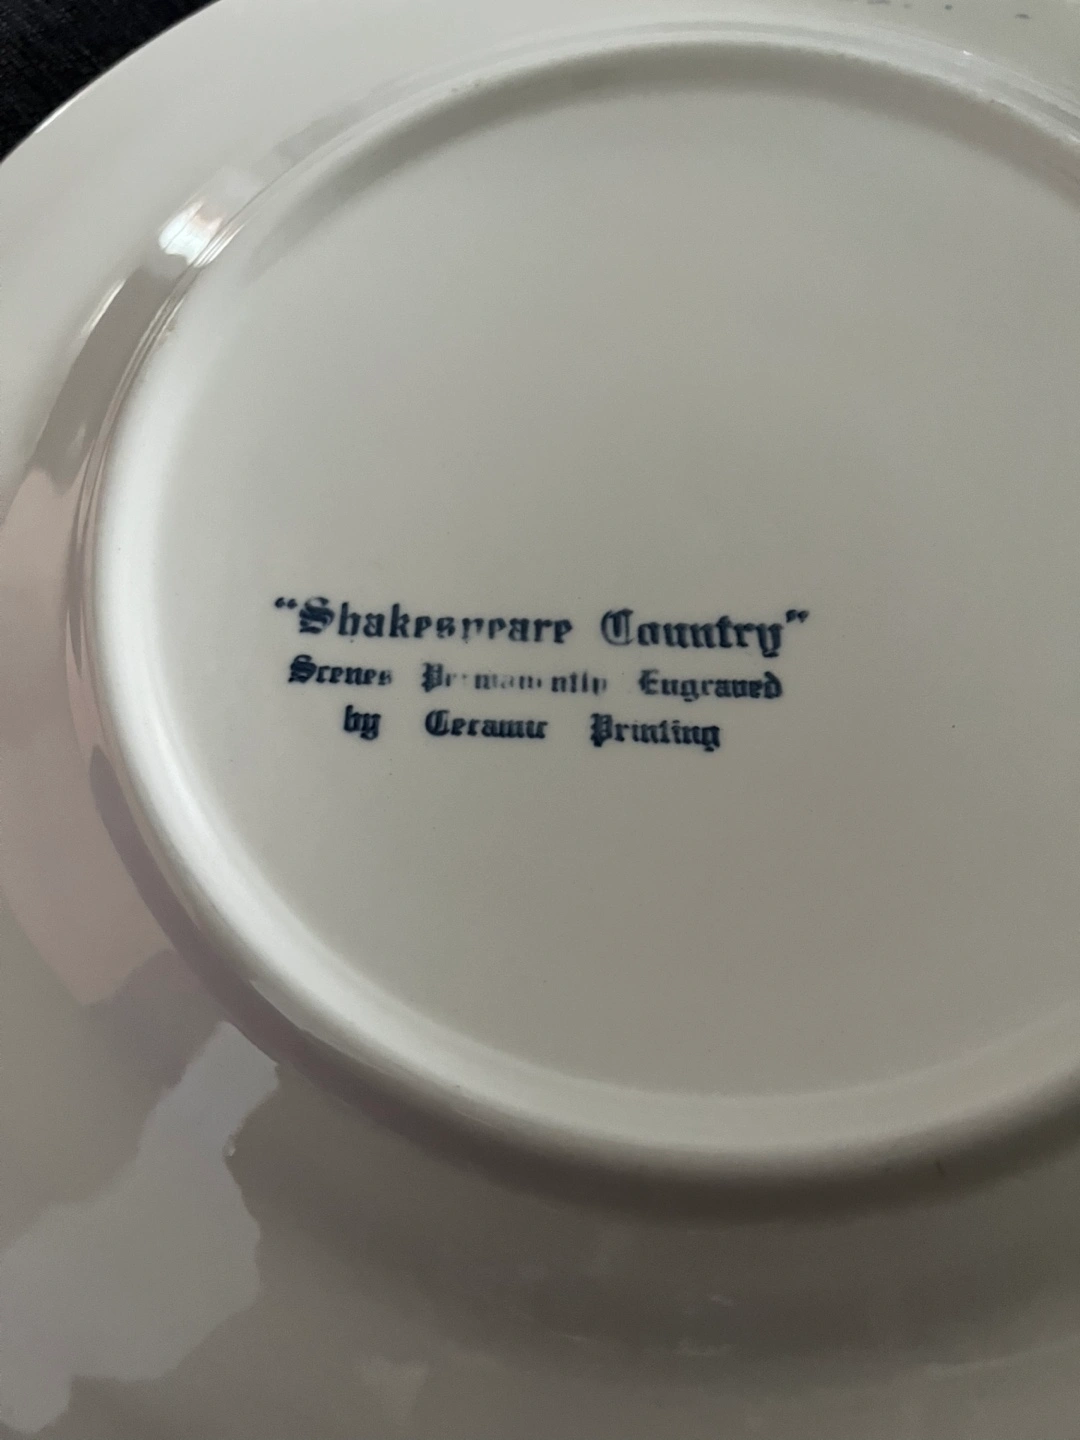 "Shakespeare Country"
Scenes Permanently Engraved
by Ceramic Printing